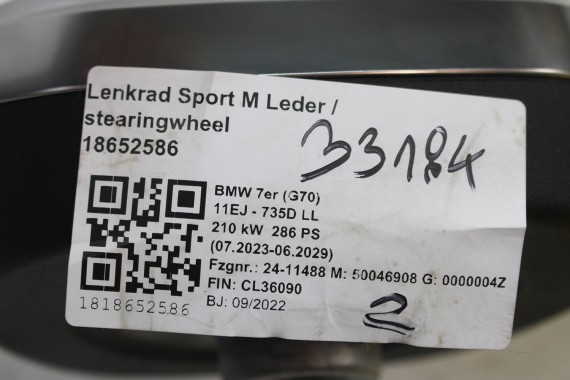 Lenkrad Sport M Leder /
stearingwheel
18652586
33184
BMW 7er (G70)
11EJ - 735D LL
210 kW 286 PS
(07.2023-06.2029)
Fzgnr.: 24-11488 M: 50046908 G: 0000004Z
FIN: CL36090
BJ: 09/2022
1818652586
2